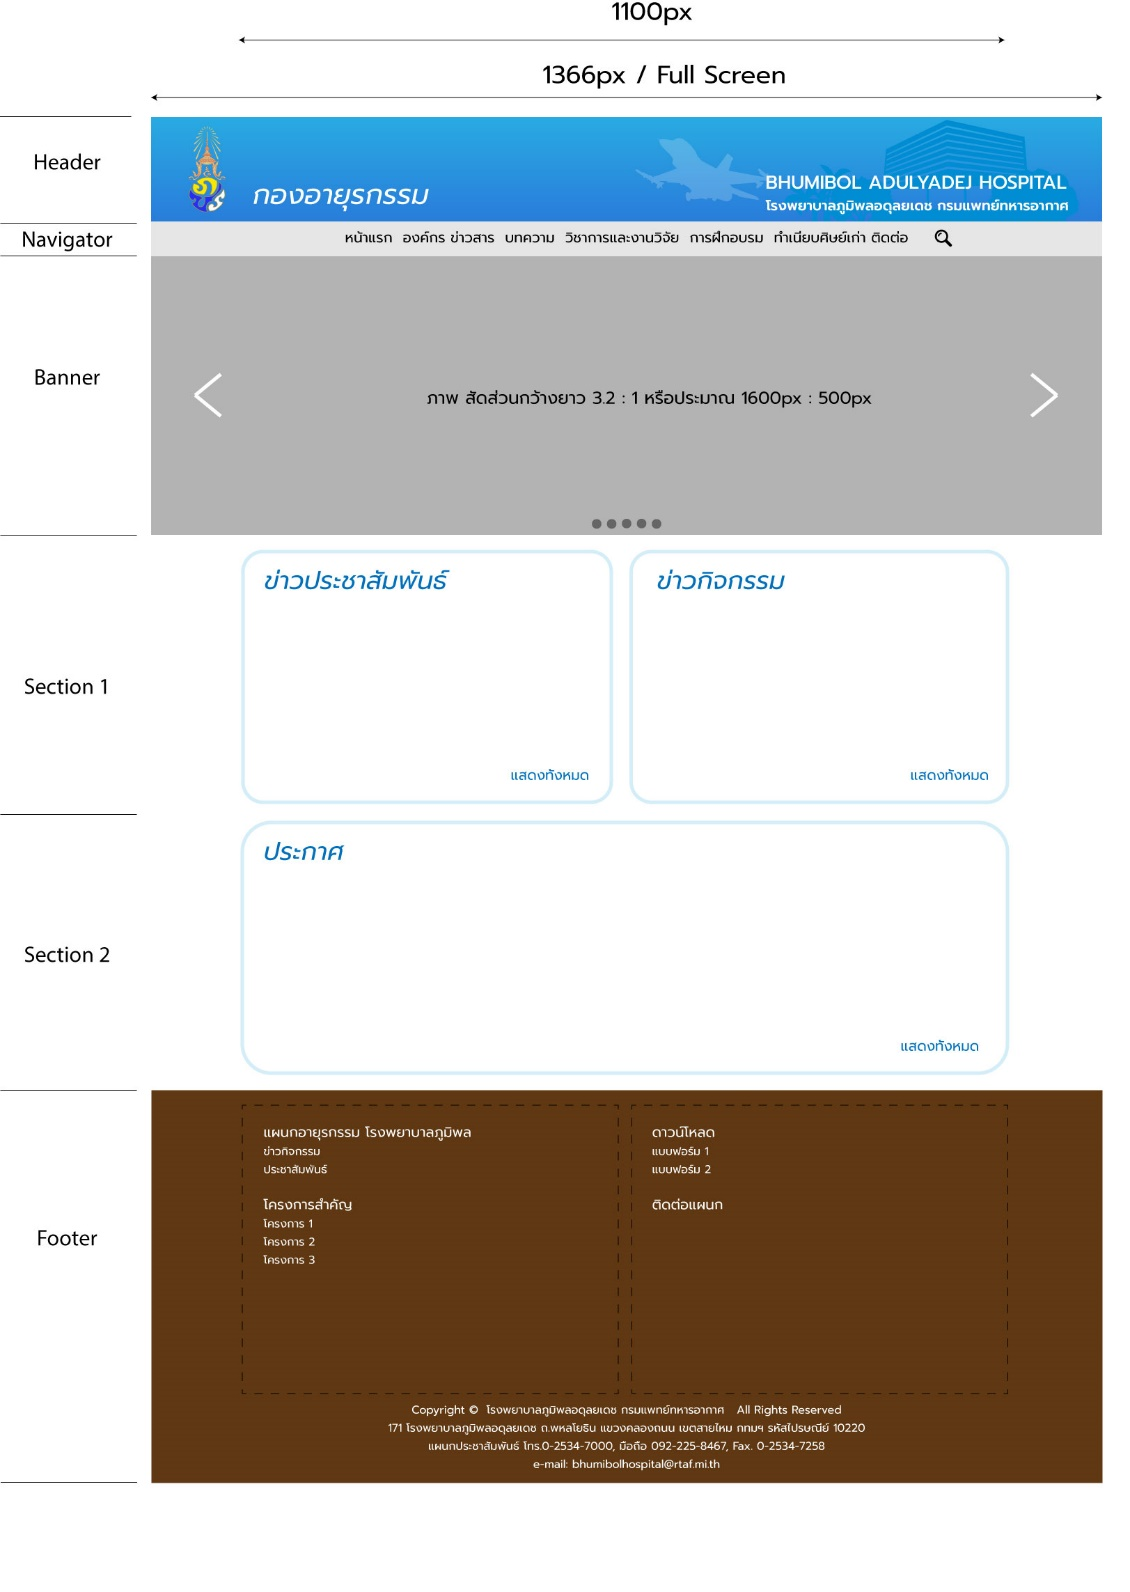 1100px
1366px / Full Screen
Header
กองอายุรกรรม
BHUMIBOL ADULYADEJ HOSPITAL
โรงพยาบาลภูมิพลอดุลยเดช กรมแพทย์ทหารอากาศ
Navigator
หน้าแรก องค์กร ข่าวสาร บทความ วิชาการและงานวิจัย การฝึกอบรม ทำเนียบศิษย์เก่า ติดต่อ
Banner
ภาพ สัดส่วนกว้างยาว 3.2 : 1 หรือประมาณ 1600px : 500px
Section 1
ข่าวประชาสัมพันธ์
แสดงทั้งหมด
ข่าวกิจกรรม
แสดงทั้งหมด
Section 2
ประกาศ
แสดงทั้งหมด
Footer
แผนกอายุรกรรม โรงพยาบาลภูมิพล
ข่าวกิจกรรม
ประชาสัมพันธ์
โครงการสำคัญ
โครงการ 1
โครงการ 2
โครงการ 3
ดาวน์โหลด
แบบฟอร์ม 1
แบบฟอร์ม 2
ติดต่อแผนก
Copyright © โรงพยาบาลภูมิพลอดุลยเดช กรมแพทย์ทหารอากาศ All Rights Reserved
171 โรงพยาบาลภูมิพลอดุลยเดช ถ.พหลโยธิน แขวงคลองถนน เขตสายไหม กทมฯ รหัสไปรษณีย์ 10220
แผนกประชาสัมพันธ์ โทร.0-2534-7000, มือถือ 092-225-8467, Fax. 0-2534-7258
e-mail: bhumibolhospital@rtaf.mi.th